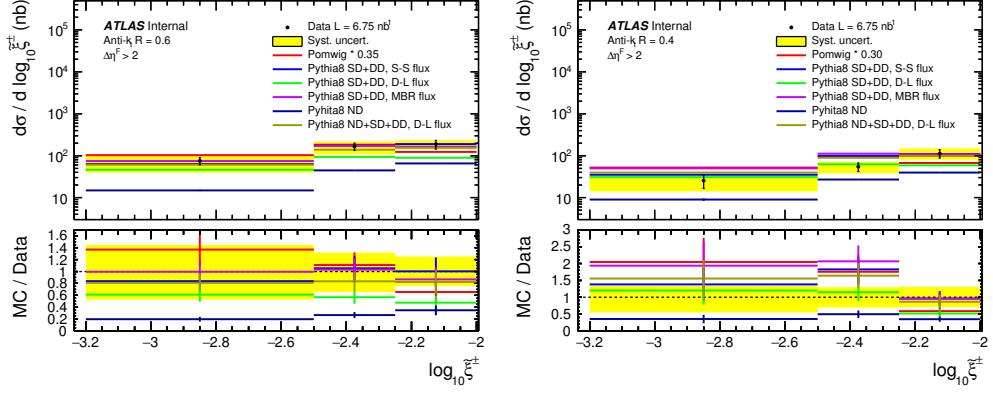 dσ / d log₁₀ ξ̃± (nb)
10⁵
10⁴
10³
10²
10
ATLAS Internal
Anti-kₜ R = 0.6
Δη^F > 2
Data L = 6.75 nb⁻¹
Syst. uncert.
Pomwig * 0.35
Pythia8 SD+DD, S-S flux
Pythia8 SD+DD, D-L flux
Pythia8 SD+DD, MBR flux
Pyhita8 ND
Pythia8 ND+SD+DD, D-L flux
MC / Data
1.6
1.4
1.2
1
0.8
0.6
0.4
0.2
0
−3.2 −3 −2.8 −2.6 −2.4 −2.2 −2
log₁₀ ξ̃±
dσ / d log₁₀ ξ̃± (nb)
10⁵
10⁴
10³
10²
10
ATLAS Internal
Anti-kₜ R = 0.4
Δη^F > 2
Data L = 6.75 nb⁻¹
Syst. uncert.
Pomwig * 0.30
Pythia8 SD+DD, S-S flux
Pythia8 SD+DD, D-L flux
Pythia8 SD+DD, MBR flux
Pyhita8 ND
Pythia8 ND+SD+DD, D-L flux
MC / Data
3
2.5
2
1.5
1
0.5
0
−3.2 −3 −2.8 −2.6 −2.4 −2.2 −2
log₁₀ ξ̃±